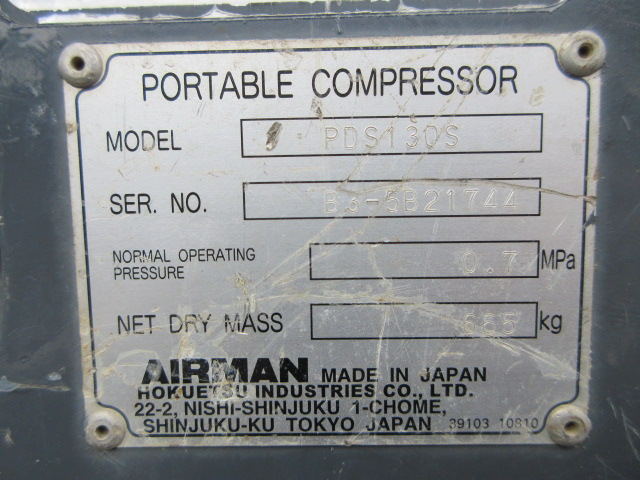 PORTABLE COMPRESSOR
MODEL PDS130S
SER. NO. B3-5B21744
NORMAL OPERATING PRESSURE 0.7 MPa
NET DRY MASS 685 kg
AIRMAN MADE IN JAPAN
HOKUETSU INDUSTRIES CO., LTD.
22-2, NISHI-SHINJUKU 1-CHOME,
SHINJUKU-KU TOKYO JAPAN 39103 10810